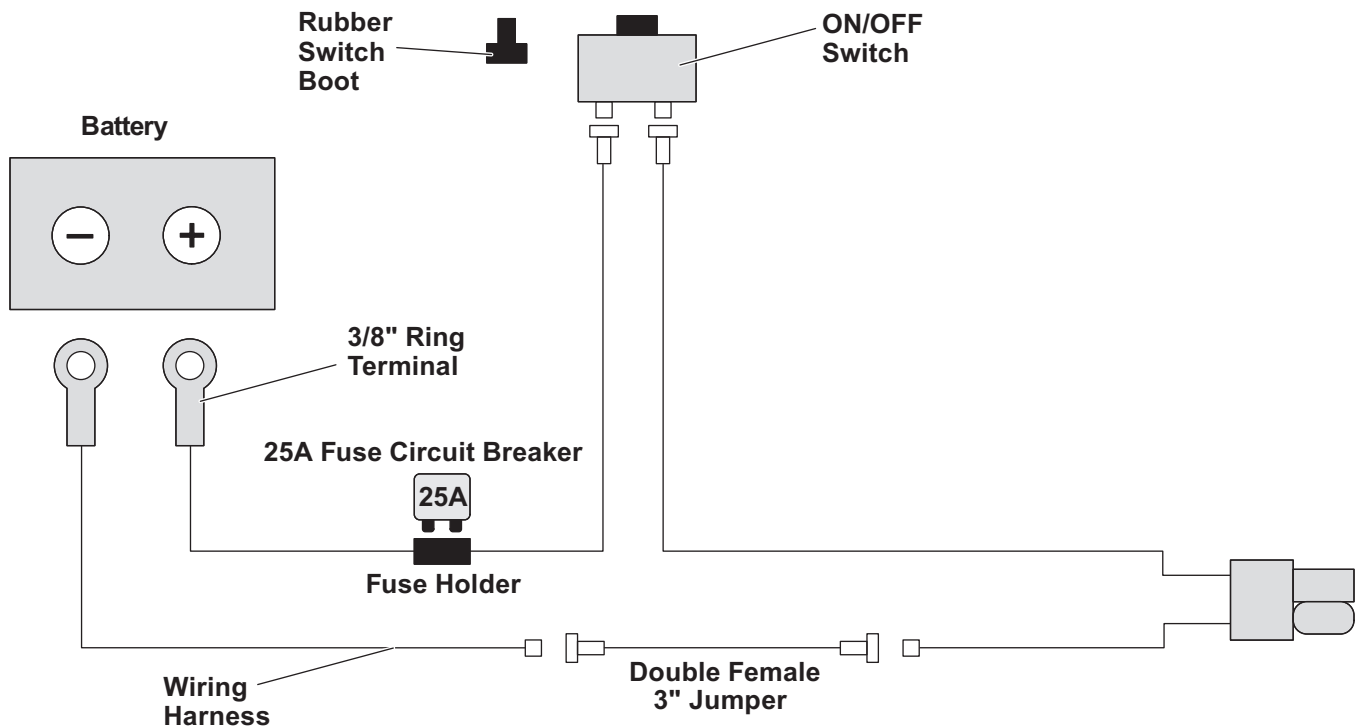 Rubber
Switch
Boot
ON/OFF
Switch
Battery
− +
3/8" Ring
Terminal
25A Fuse Circuit Breaker
25A
Fuse Holder
Double Female
3" Jumper
Wiring
Harness